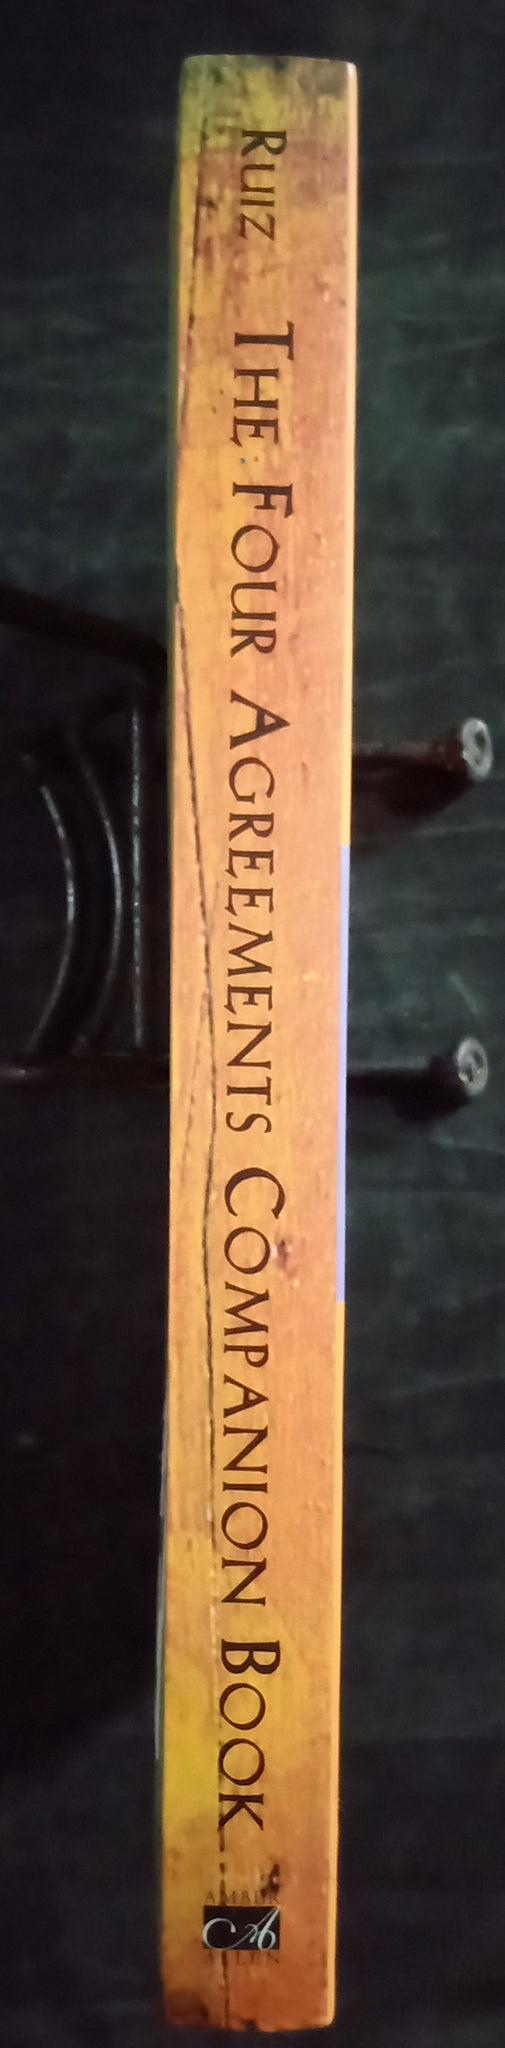 RUIZ THE FOUR AGREEMENTS COMPANION BOOK
AMBER
A
ALLEN